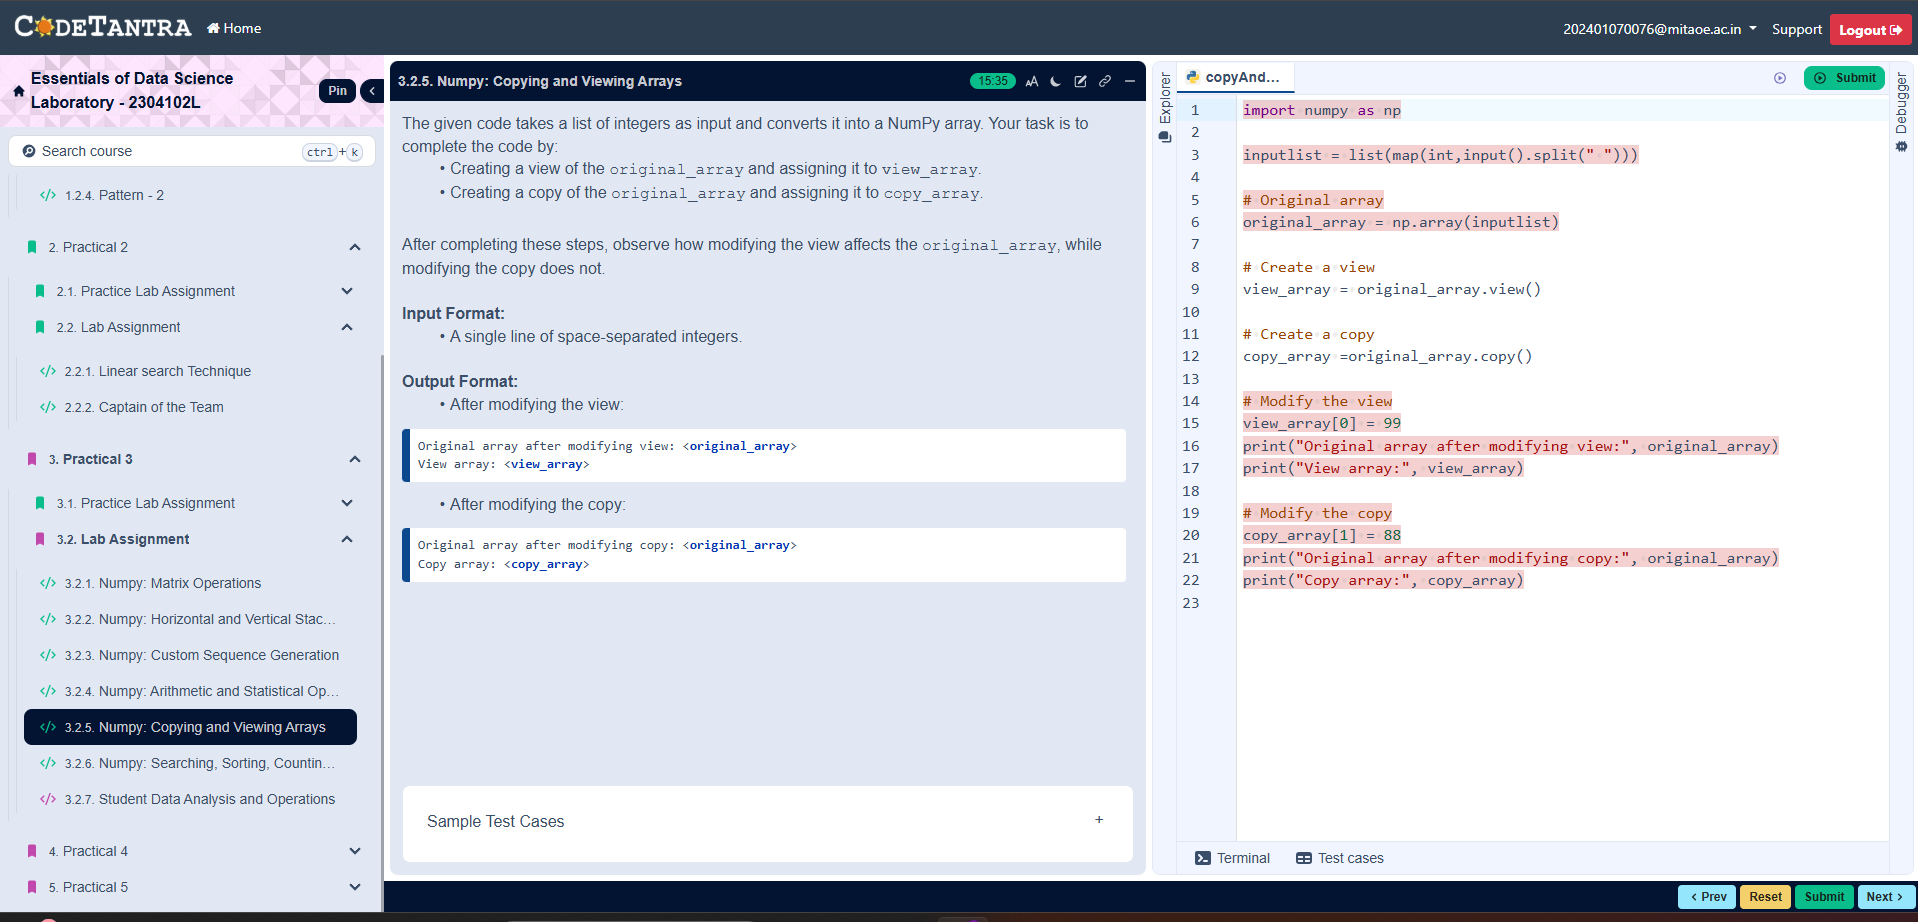 CODETANTRA
Home
202401070076@mitaoe.ac.in
Support
Logout
Essentials of Data Science
Laboratory - 2304102L
Pin
Search course
ctrl + k
1.2.4. Pattern - 2
2. Practical 2
2.1. Practice Lab Assignment
2.2. Lab Assignment
2.2.1. Linear search Technique
2.2.2. Captain of the Team
3. Practical 3
3.1. Practice Lab Assignment
3.2. Lab Assignment
3.2.1. Numpy: Matrix Operations
3.2.2. Numpy: Horizontal and Vertical Stac...
3.2.3. Numpy: Custom Sequence Generation
3.2.4. Numpy: Arithmetic and Statistical Op...
3.2.5. Numpy: Copying and Viewing Arrays
3.2.6. Numpy: Searching, Sorting, Countin...
3.2.7. Student Data Analysis and Operations
4. Practical 4
5. Practical 5
3.2.5. Numpy: Copying and Viewing Arrays
15:35
AA
The given code takes a list of integers as input and converts it into a NumPy array. Your task is to
complete the code by:
• Creating a view of the original_array and assigning it to view_array.
• Creating a copy of the original_array and assigning it to copy_array.
After completing these steps, observe how modifying the view affects the original_array, while
modifying the copy does not.
Input Format:
• A single line of space-separated integers.
Output Format:
• After modifying the view:
Original array after modifying view: <original_array>
View array: <view_array>
• After modifying the copy:
Original array after modifying copy: <original_array>
Copy array: <copy_array>
Sample Test Cases
+
Explorer
copyAnd...
Submit
Debugger
1 import numpy as np
2
3 inputlist = list(map(int,input().split(" ")))
4
5 # Original array
6 original_array = np.array(inputlist)
7
8 # Create a view
9 view_array = original_array.view()
10
11 # Create a copy
12 copy_array =original_array.copy()
13
14 # Modify the view
15 view_array[0] = 99
16 print("Original array after modifying view:", original_array)
17 print("View array:", view_array)
18
19 # Modify the copy
20 copy_array[1] = 88
21 print("Original array after modifying copy:", original_array)
22 print("Copy array:", copy_array)
23
Terminal
Test cases
< Prev
Reset
Submit
Next >